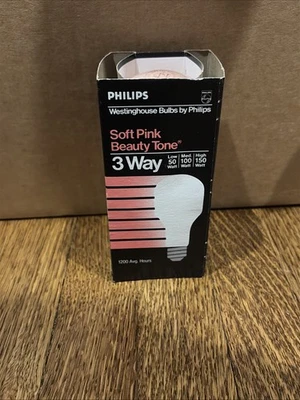 PHILIPS
Westinghouse Bulbs by Philips
Soft Pink
Beauty Tone"
3 Way
Low Med. High
50 100 150
Watt Watt Watt
1200 Avg. Hours